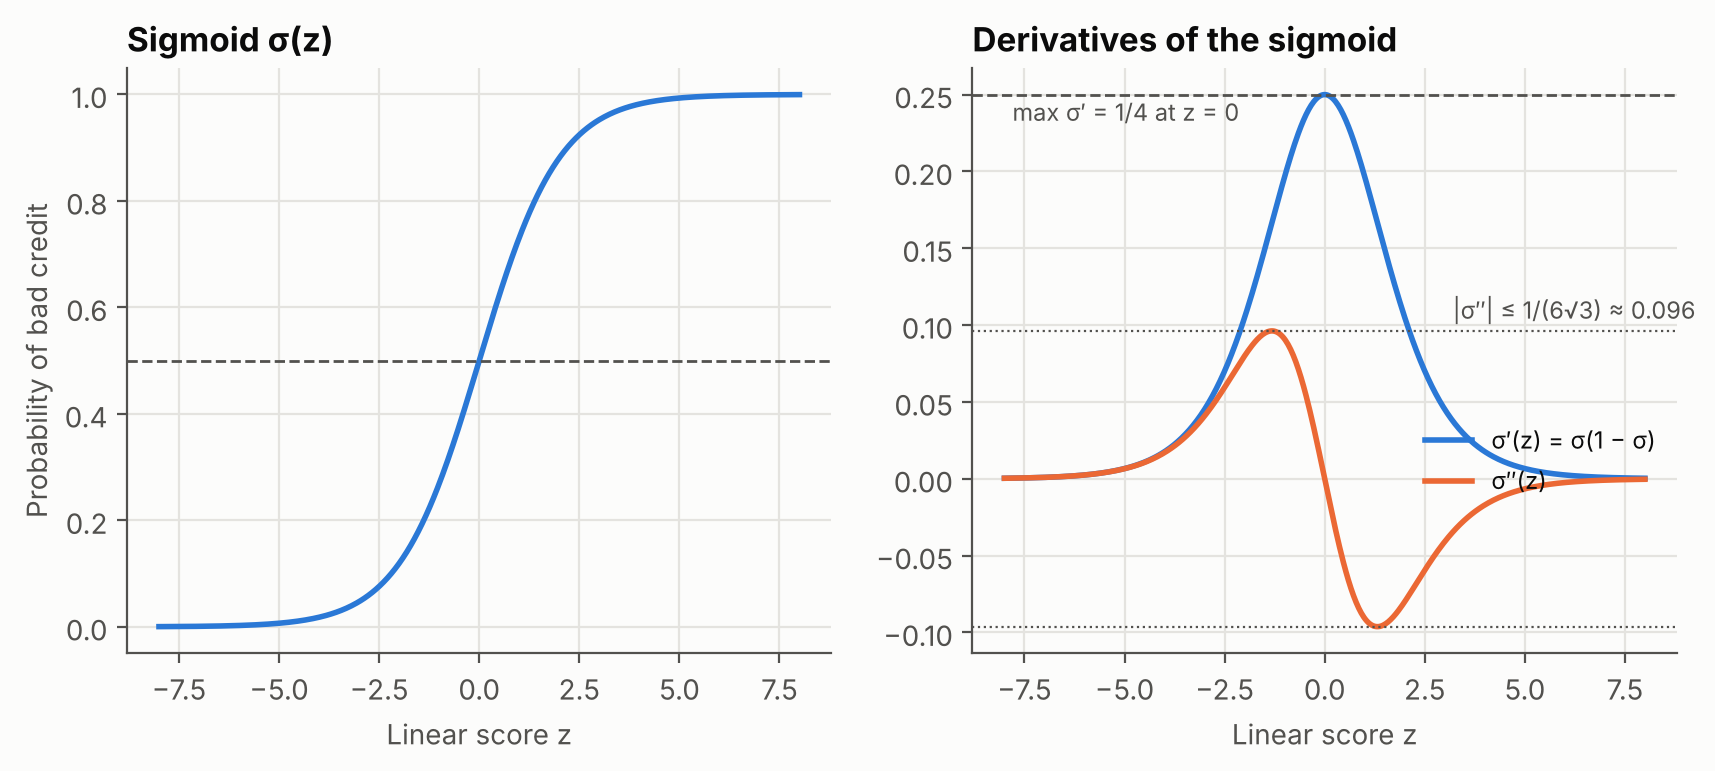 Sigmoid σ(z)
Probability of bad credit
1.0
0.8
0.6
0.4
0.2
0.0
−7.5 −5.0 −2.5 0.0 2.5 5.0 7.5
Linear score z
Derivatives of the sigmoid
0.25
0.20
0.15
0.10
0.05
0.00
−0.05
−0.10
max σ′ = 1/4 at z = 0
|σ′′| ≤ 1/(6√3) ≈ 0.096
σ′(z) = σ(1 − σ)
σ′′(z)
−7.5 −5.0 −2.5 0.0 2.5 5.0 7.5
Linear score z